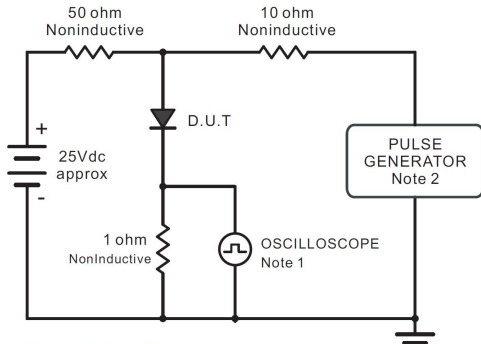 50 ohm
Noninductive
10 ohm
Noninductive
D.U.T
+
25Vdc
approx
-
PULSE
GENERATOR
Note 2
1 ohm
NonInductive
OSCILLOSCOPE
Note 1